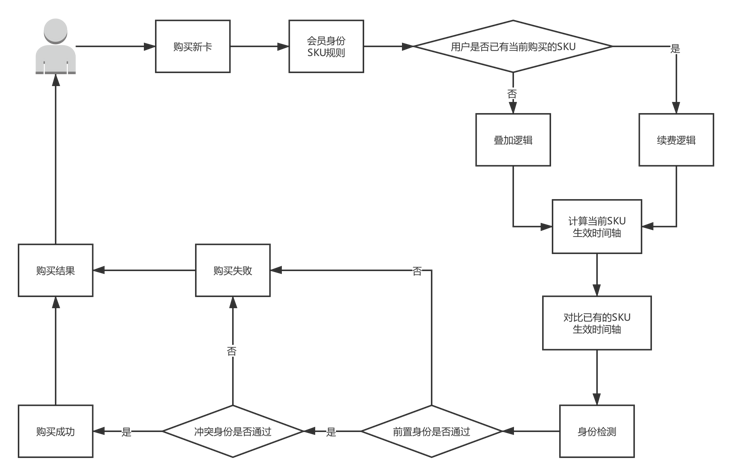 购买新卡
会员身份
SKU规则
用户是否已有当前购买的SKU
是
否
叠加逻辑
续费逻辑
计算当前SKU
生效时间轴
购买结果
购买失败
否
对比已有的SKU
生效时间轴
否
购买成功
是
冲突身份是否通过
是
前置身份是否通过
身份检测